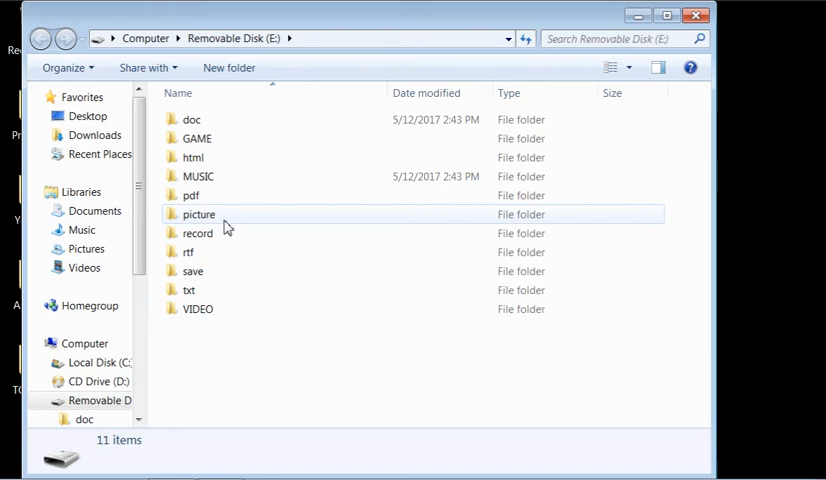 Computer ▸ Removable Disk (E:) ▸
Search Removable Disk (E:)
Organize Share with New folder
Name Date modified Type Size
Favorites
Desktop
Downloads
Recent Places
Libraries
Documents
Music
Pictures
Videos
Homegroup
Computer
Local Disk (C:
CD Drive (D:)
Removable D
doc
doc 5/12/2017 2:43 PM File folder
GAME File folder
html File folder
MUSIC 5/12/2017 2:43 PM File folder
pdf File folder
picture File folder
record File folder
rtf File folder
save File folder
txt File folder
VIDEO File folder
11 items